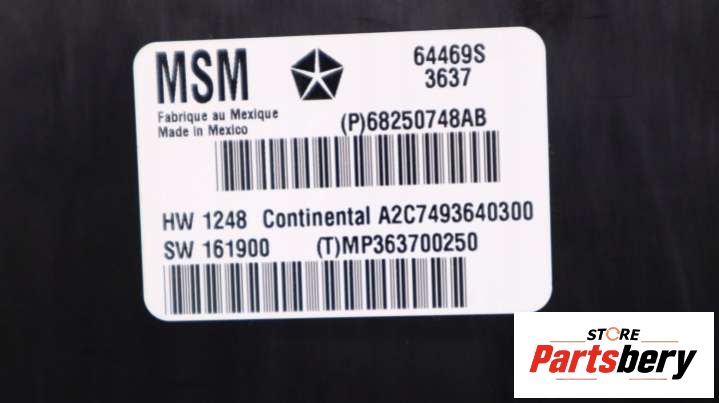 MSM
64469S
3637
Fabrique au Mexique
Made in Mexico
(P)68250748AB
HW 1248 Continental A2C7493640300
SW 161900 (T)MP363700250
STORE
Partsbery